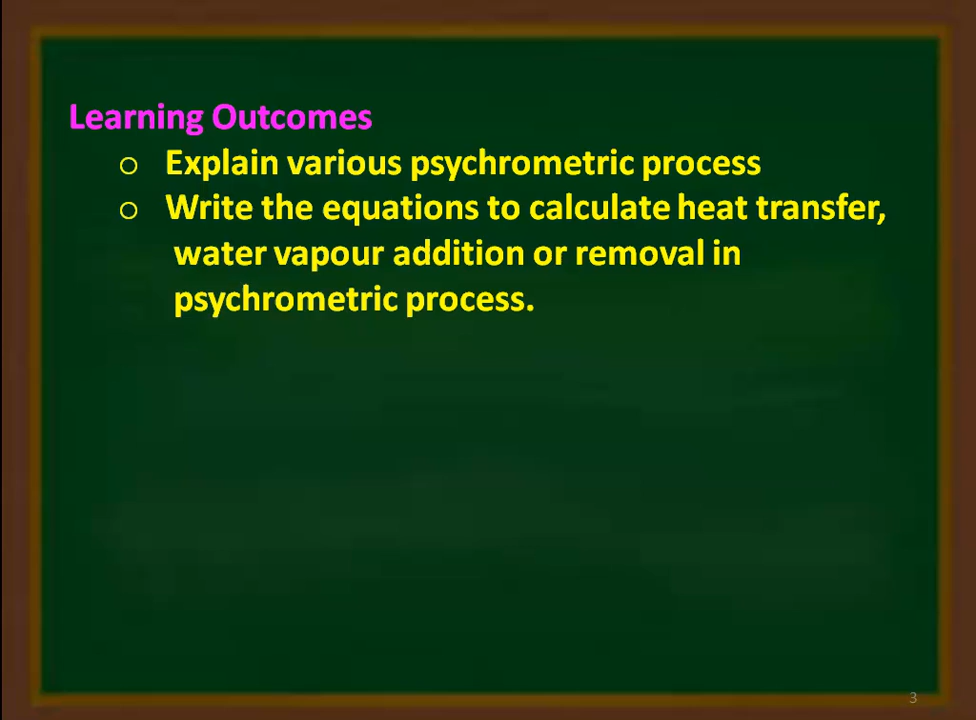 Learning Outcomes
○ Explain various psychrometric process
○ Write the equations to calculate heat transfer,
water vapour addition or removal in
psychrometric process.
3